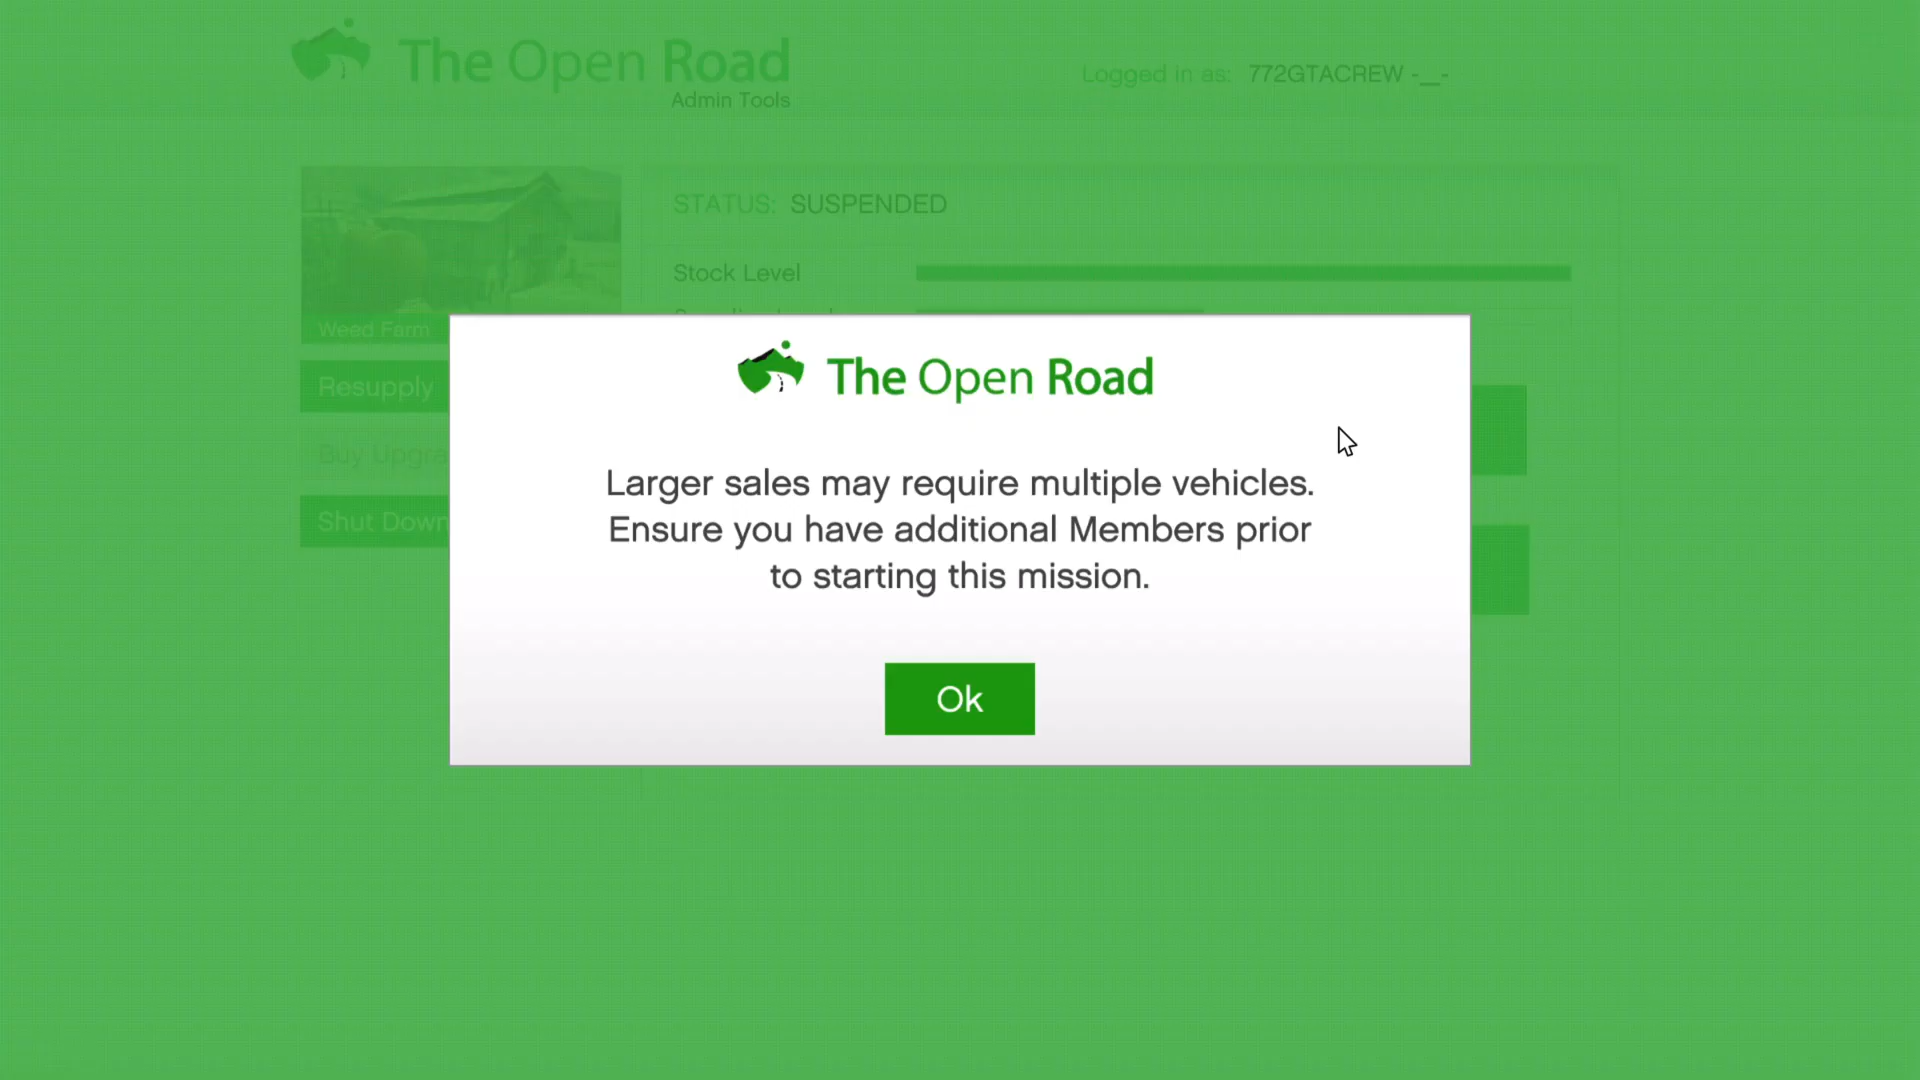 The Open Road
Admin Tools
Logged in as: 772GTACREW -__-
STATUS: SUSPENDED
Stock Level
Weed Farm
Resupply
Buy
Shut Down
The Open Road
Larger sales may require multiple vehicles.
Ensure you have additional Members prior
to starting this mission.
Ok